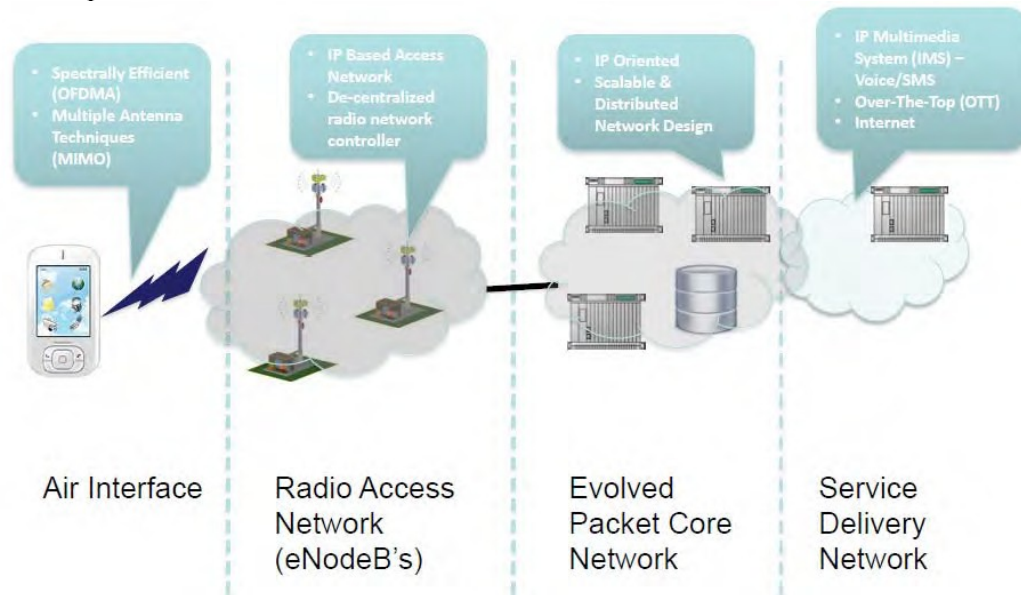 • Spectrally Efficient
(OFDMA)
• Multiple Antenna
Techniques
(MIMO)
• IP Based Access
Network
• De-centralized
radio network
controller
• IP Oriented
• Scalable &
Distributed
Network Design
• IP Multimedia
System (IMS) –
Voice/SMS
• Over-The-Top (OTT)
• Internet
Air Interface
Radio Access
Network
(eNodeB's)
Evolved
Packet Core
Network
Service
Delivery
Network